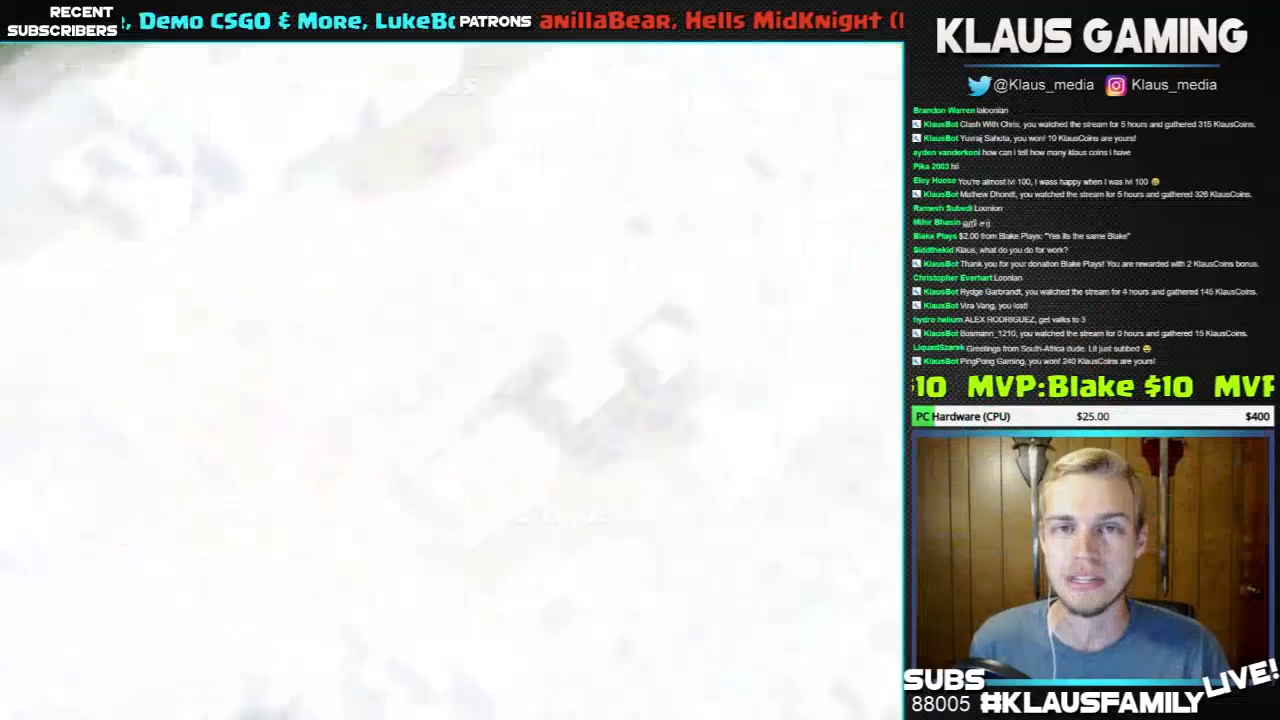 RECENT
SUBSCRIBERS
, Demo CSGO & More, LukeBo
PATRONS
anillaBear, Hells MidKnight (
KLAUS GAMING
@Klaus_media
Klaus_media
Brandon Warren laloonian
KlausBot Clash With Chris, you watched the stream for 5 hours and gathered 315 KlausCoins.
KlausBot Yuvraj Sahota, you won! 10 KlausCoins are yours!
ayden vanderkooi how can i tell how many klaus coins i have
Pika 2003 hii
Eloy Hoose You're almost lvl 100, I wass happy when I was lvl 100 😂
KlausBot Mathew Dhondt, you watched the stream for 5 hours and gathered 326 KlausCoins.
Ramesh Subedi Loonion
Mihir Bhasin
Blake Plays $2.00 from Blake Plays: "Yes its the same Blake"
Siddthekid Klaus, what do you do for work?
KlausBot Thank you for your donation Blake Plays! You are rewarded with 2 KlausCoins bonus.
Christopher Everhart Loonian
KlausBot Rydge Garbrandt, you watched the stream for 4 hours and gathered 145 KlausCoins.
KlausBot Vira Vang, you lost!
hydro helium ALEX RODRIGUEZ, get valks to 3
KlausBot Bosmann_1210, you watched the stream for 0 hours and gathered 15 KlausCoins.
LiquadSzarek Greetings from South-Africa dude. Lit just subbed 😂
KlausBot PingPong Gaming, you won! 240 KlausCoins are yours!
$10 MVP:Blake $10 MVP
PC Hardware (CPU) $25.00 $400
SUBS
88005
#KLAUSFAMILY
LIVE!